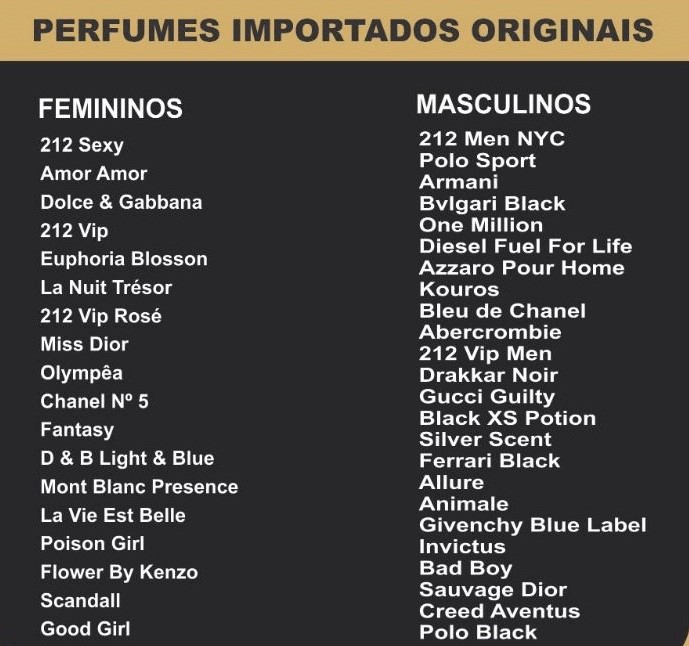 PERFUMES IMPORTADOS ORIGINAIS
FEMININOS
212 Sexy
Amor Amor
Dolce & Gabbana
212 Vip
Euphoria Blosson
La Nuit Trésor
212 Vip Rosé
Miss Dior
Olympêa
Chanel Nº 5
Fantasy
D & B Light & Blue
Mont Blanc Presence
La Vie Est Belle
Poison Girl
Flower By Kenzo
Scandall
Good Girl
MASCULINOS
212 Men NYC
Polo Sport
Armani
Bvlgari Black
One Million
Diesel Fuel For Life
Azzaro Pour Home
Kouros
Bleu de Chanel
Abercrombie
212 Vip Men
Drakkar Noir
Gucci Guilty
Black XS Potion
Silver Scent
Ferrari Black
Allure
Animale
Givenchy Blue Label
Invictus
Bad Boy
Sauvage Dior
Creed Aventus
Polo Black